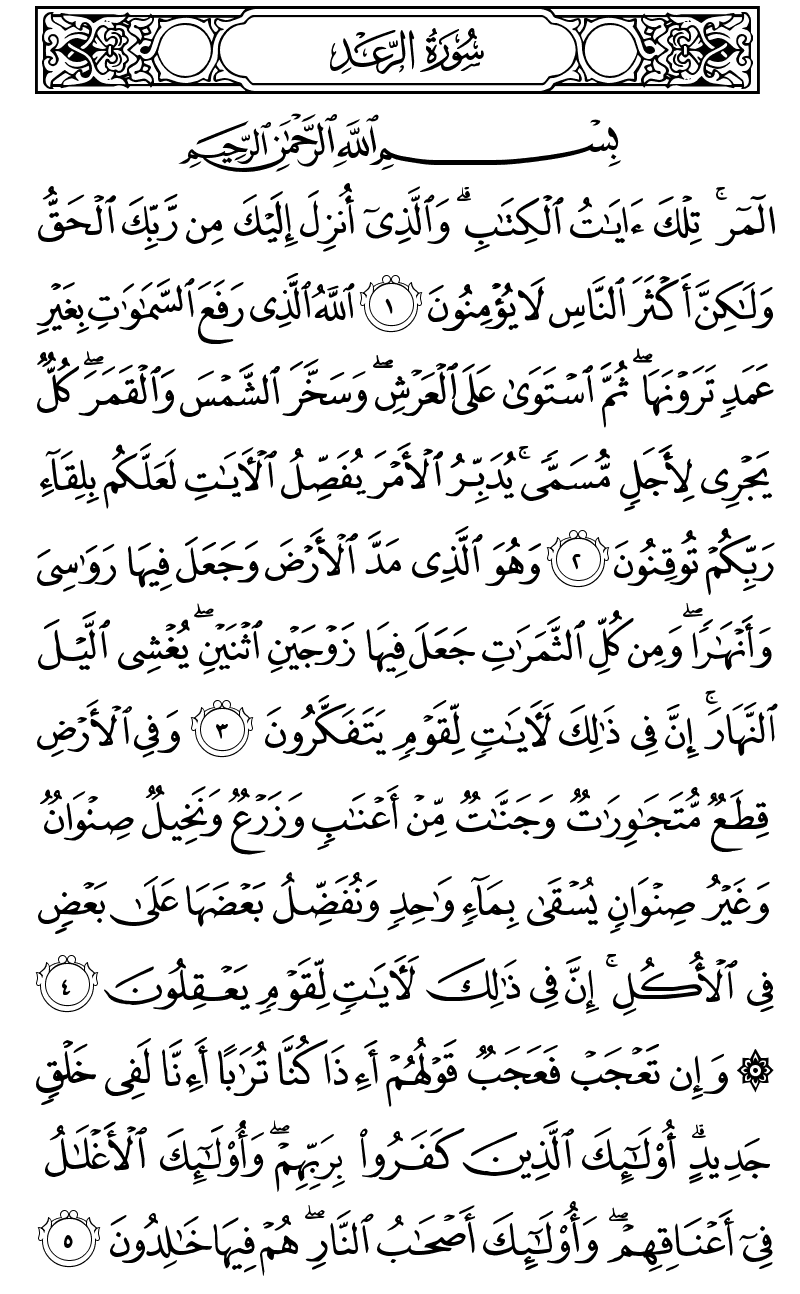 سُورَةُ الرَّعۡدِ
بِسۡمِ ٱللَّهِ ٱلرَّحۡمَٰنِ ٱلرَّحِيمِ
الٓمٓرۚ تِلۡكَ ءَايَٰتُ ٱلۡكِتَٰبِۗ وَٱلَّذِيٓ أُنزِلَ إِلَيۡكَ مِن رَّبِّكَ ٱلۡحَقُّ
وَلَٰكِنَّ أَكۡثَرَ ٱلنَّاسِ لَا يُؤۡمِنُونَ ١ ٱللَّهُ ٱلَّذِي رَفَعَ ٱلسَّمَٰوَٰتِ بِغَيۡرِ
عَمَدٖ تَرَوۡنَهَاۖ ثُمَّ ٱسۡتَوَىٰ عَلَى ٱلۡعَرۡشِۖ وَسَخَّرَ ٱلشَّمۡسَ وَٱلۡقَمَرَۖ كُلّٞ
يَجۡرِي لِأَجَلٖ مُّسَمّٗىۚ يُدَبِّرُ ٱلۡأَمۡرَ يُفَصِّلُ ٱلۡأٓيَٰتِ لَعَلَّكُم بِلِقَآءِ
رَبِّكُمۡ تُوقِنُونَ ٢ وَهُوَ ٱلَّذِي مَدَّ ٱلۡأَرۡضَ وَجَعَلَ فِيهَا رَوَٰسِيَ
وَأَنۡهَٰرٗاۖ وَمِن كُلِّ ٱلثَّمَرَٰتِ جَعَلَ فِيهَا زَوۡجَيۡنِ ٱثۡنَيۡنِۖ يُغۡشِي ٱلَّيۡلَ
ٱلنَّهَارَۚ إِنَّ فِي ذَٰلِكَ لَأٓيَٰتٖ لِّقَوۡمٖ يَتَفَكَّرُونَ ٣ وَفِي ٱلۡأَرۡضِ
قِطَعٞ مُّتَجَٰوِرَٰتٞ وَجَنَّٰتٞ مِّنۡ أَعۡنَٰبٖ وَزَرۡعٞ وَنَخِيلٞ صِنۡوَانٞ
وَغَيۡرُ صِنۡوَانٖ يُسۡقَىٰ بِمَآءٖ وَٰحِدٖ وَنُفَضِّلُ بَعۡضَهَا عَلَىٰ بَعۡضٖ
فِي ٱلۡأُكُلِۚ إِنَّ فِي ذَٰلِكَ لَأٓيَٰتٖ لِّقَوۡمٖ يَعۡقِلُونَ ٤
۞ وَإِن تَعۡجَبۡ فَعَجَبٞ قَوۡلُهُمۡ أَءِذَا كُنَّا تُرَٰبًا أَءِنَّا لَفِي خَلۡقٖ
جَدِيدٍۗ أُوْلَٰٓئِكَ ٱلَّذِينَ كَفَرُواْ بِرَبِّهِمۡۖ وَأُوْلَٰٓئِكَ ٱلۡأَغۡلَٰلُ
فِيٓ أَعۡنَاقِهِمۡۖ وَأُوْلَٰٓئِكَ أَصۡحَٰبُ ٱلنَّارِۖ هُمۡ فِيهَا خَٰلِدُونَ ٥